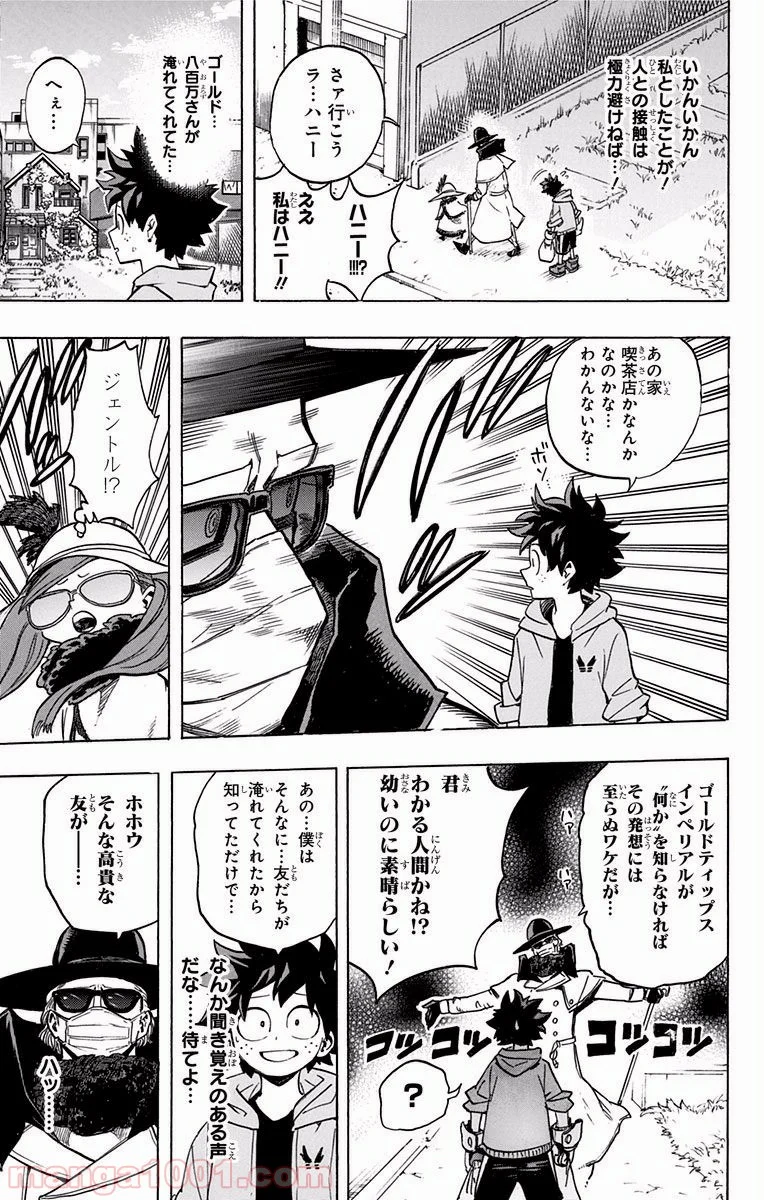 いかんいかん
私としたことが！
人との接触は
極力避けねば…！
さァ行こう
ラ…ハニー
ハニー!!!?
ええ
私はハニー!!
ゴールド…
八百万さんが
淹れてくれてた…
へぇ…
あの家
喫茶店かなんか
なのかな…
わかんないな…
ボソッ
ジェントル!?
ゴールドティップス
インペリアルが
〝何か〟を知らなければ
その発想には
至らぬワケだが…
ハァ
ハァ
君
わかる人間かね!?
幼いのに素晴らしい！
コツ
コツ
コツ
コツ
？
あの…僕は
そんなに…友だちが
淹れてくれたから
知ってただけで…
なんか聞き覚えのある声
だな……待てよ…
ホホウ
そんな高貴な
友が――…
ハッ……
manga1001.com